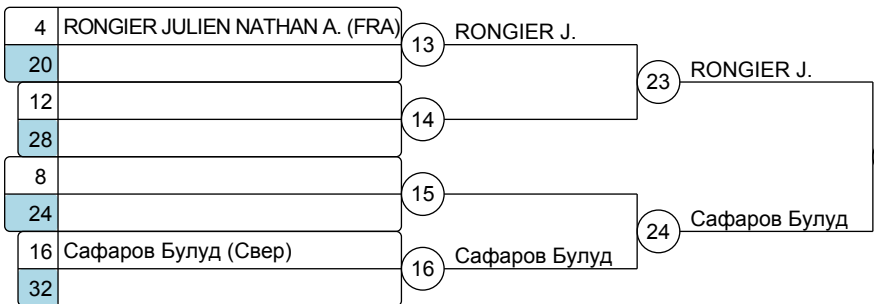 4 RONGIER JULIEN NATHAN A. (FRA)
13 RONGIER J.
20
23 RONGIER J.
12
14
28
8
15
24
24 Сафаров Булуд
16 Сафаров Булуд (Свер)
16 Сафаров Булуд
32